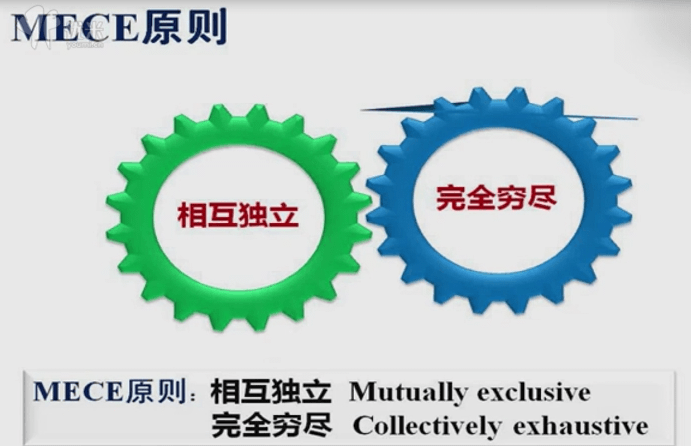 MECE原则
相互独立
完全穷尽
MECE原则：相互独立 Mutually exclusive
完全穷尽 Collectively exhaustive